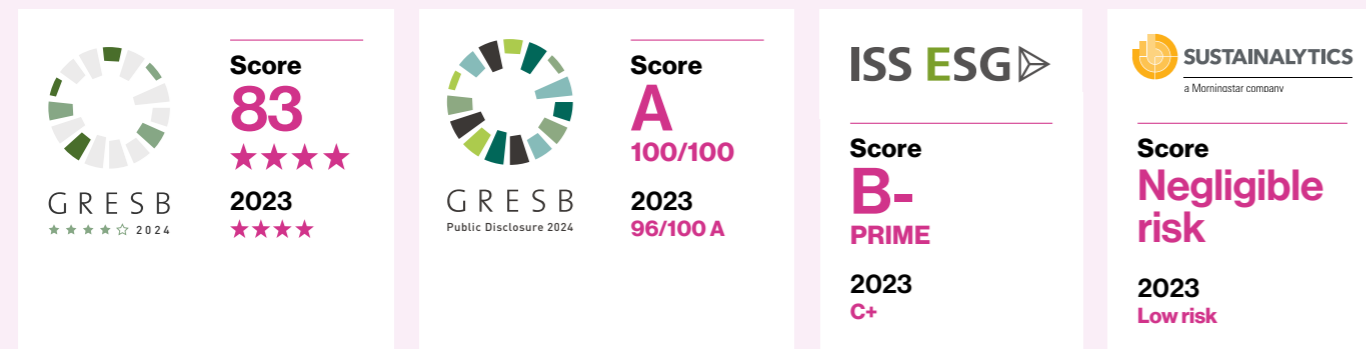 GRESB
2024
Score
83
2023
GRESB
Public Disclosure 2024
Score
A
100/100
2023
96/100 A
ISS ESG
Score
B-
PRIME
2023
C+
SUSTAINALYTICS
a Morningstar company
Score
Negligible
risk
2023
Low risk